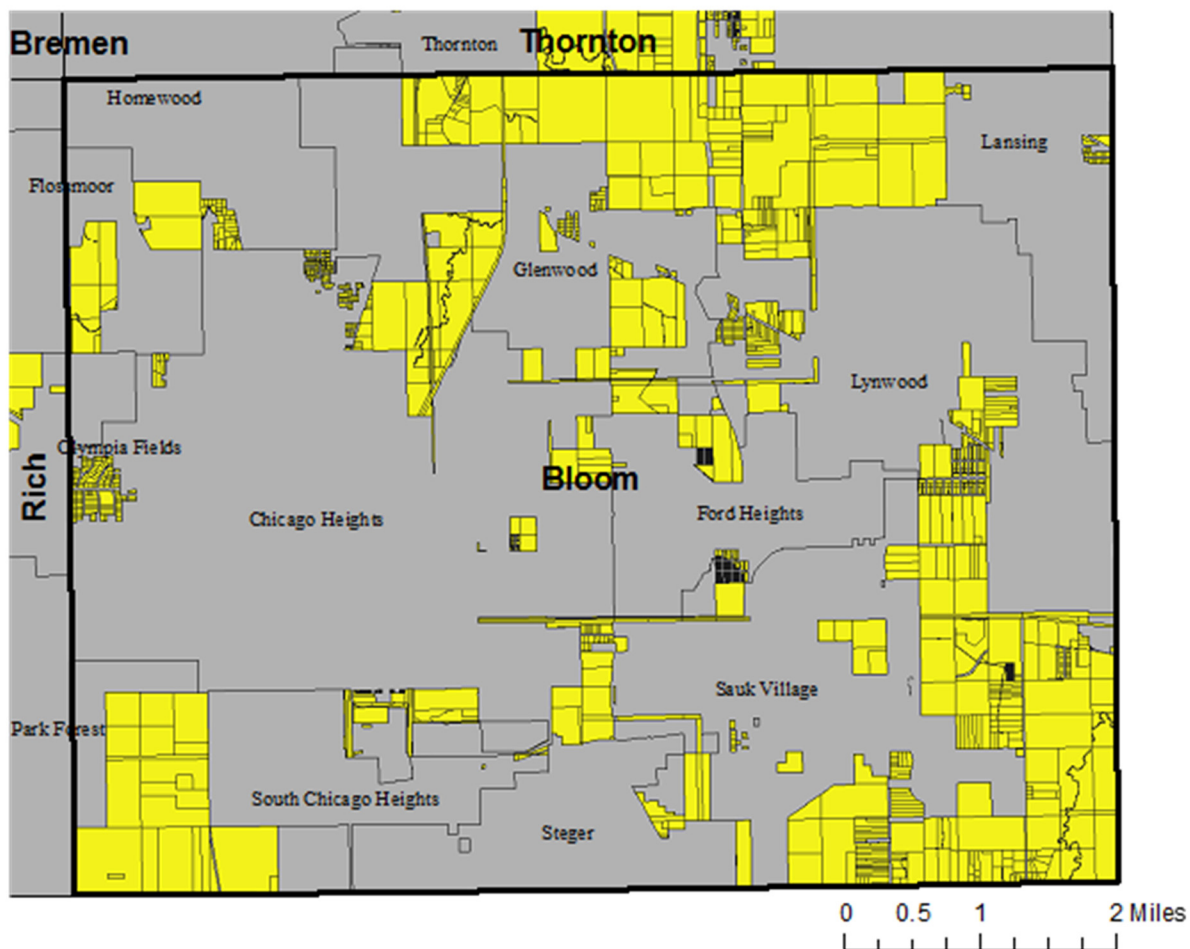 Bremen
Thornton
Thornton
Homewood
Lansing
Flossmoor
Glenwood
Lynwood
Olympia Fields
Rich
Bloom
Chicago Heights
Ford Heights
Sauk Village
Park Forest
South Chicago Heights
Steger
0 0.5 1 2 Miles